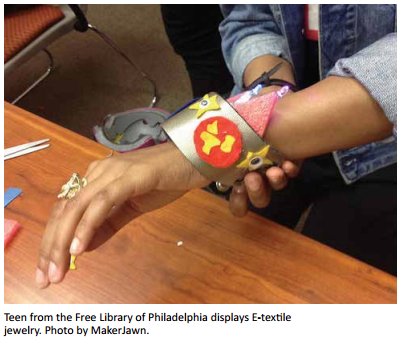 Teen from the Free Library of Philadelphia displays E-textile
jewelry. Photo by MakerJawn.